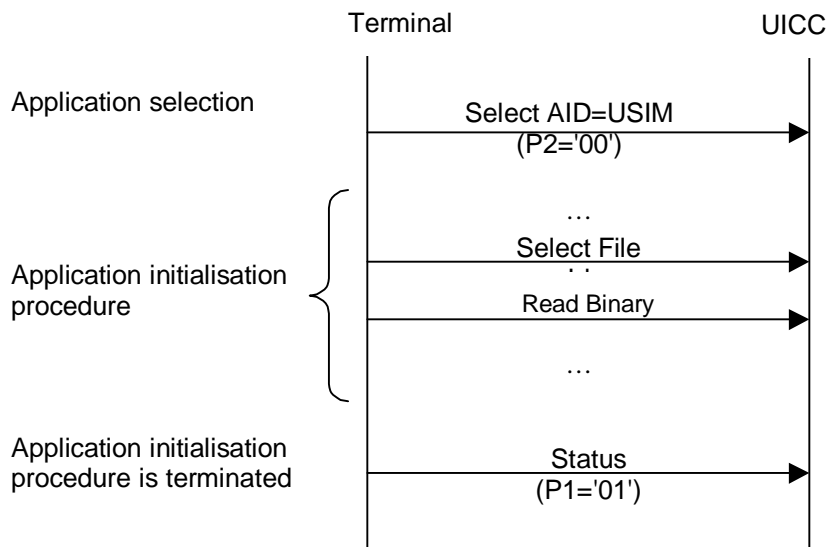 Terminal
UICC
Application selection
Select AID=USIM
(P2='00')
...
Select File
. .
Application initialisation
procedure
Read Binary
...
Application initialisation
procedure is terminated
Status
(P1='01')